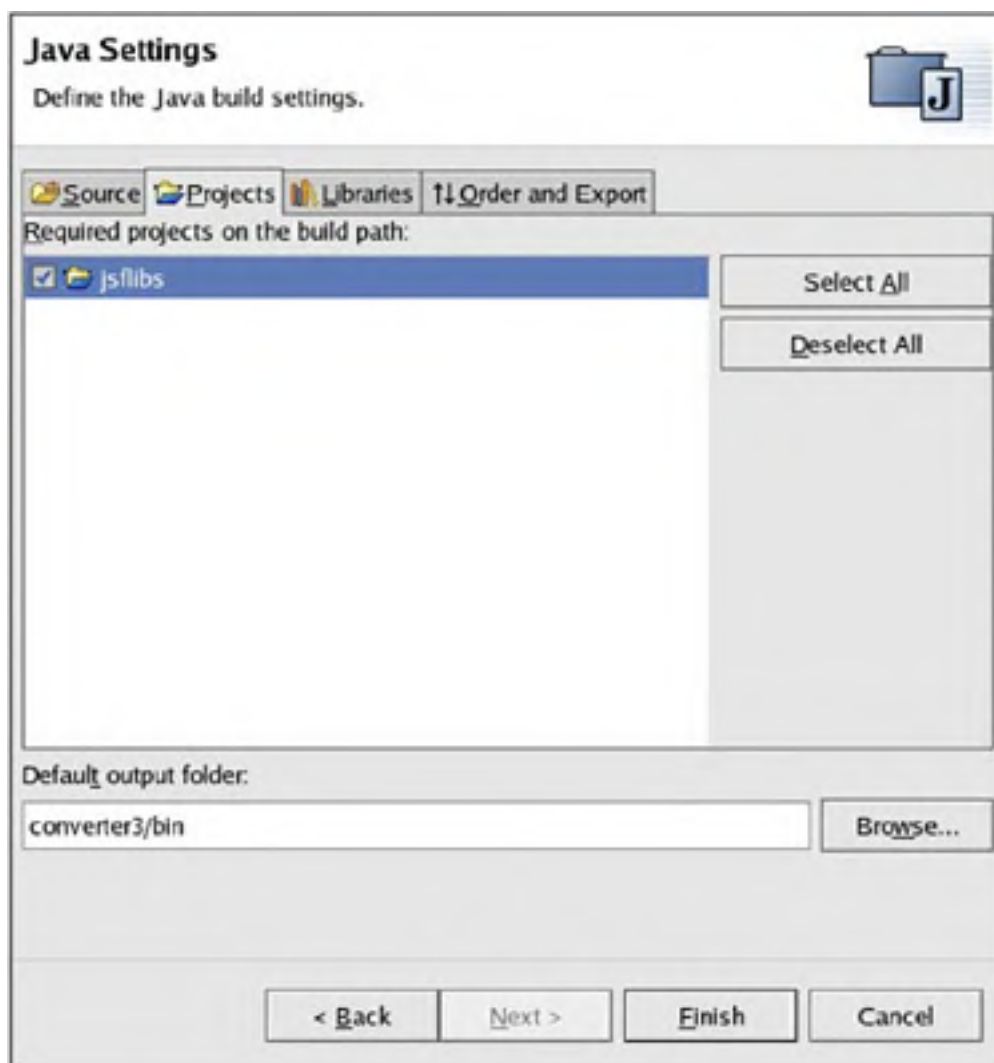 Java Settings
Define the Java build settings.
J
Source Projects Libraries Order and Export
Required projects on the build path:
jsflibs
Select All
Deselect All
Default output folder:
converter3/bin
Browse...
< Back Next > Finish Cancel